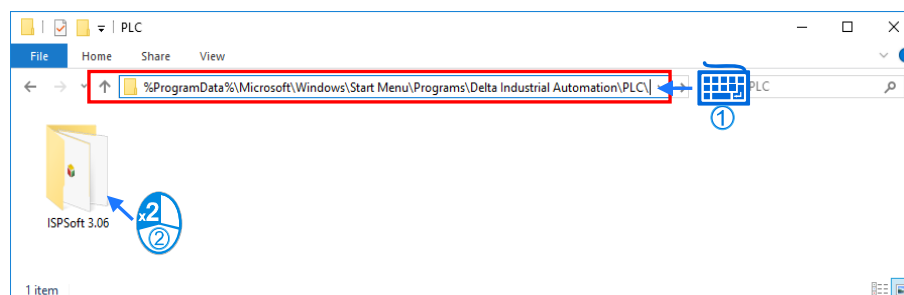 PLC
File Home Share View
%ProgramData%\Microsoft\Windows\Start Menu\Programs\Delta Industrial Automation\PLC\ PLC
①
ISPSoft 3.06
x2
②
1 item